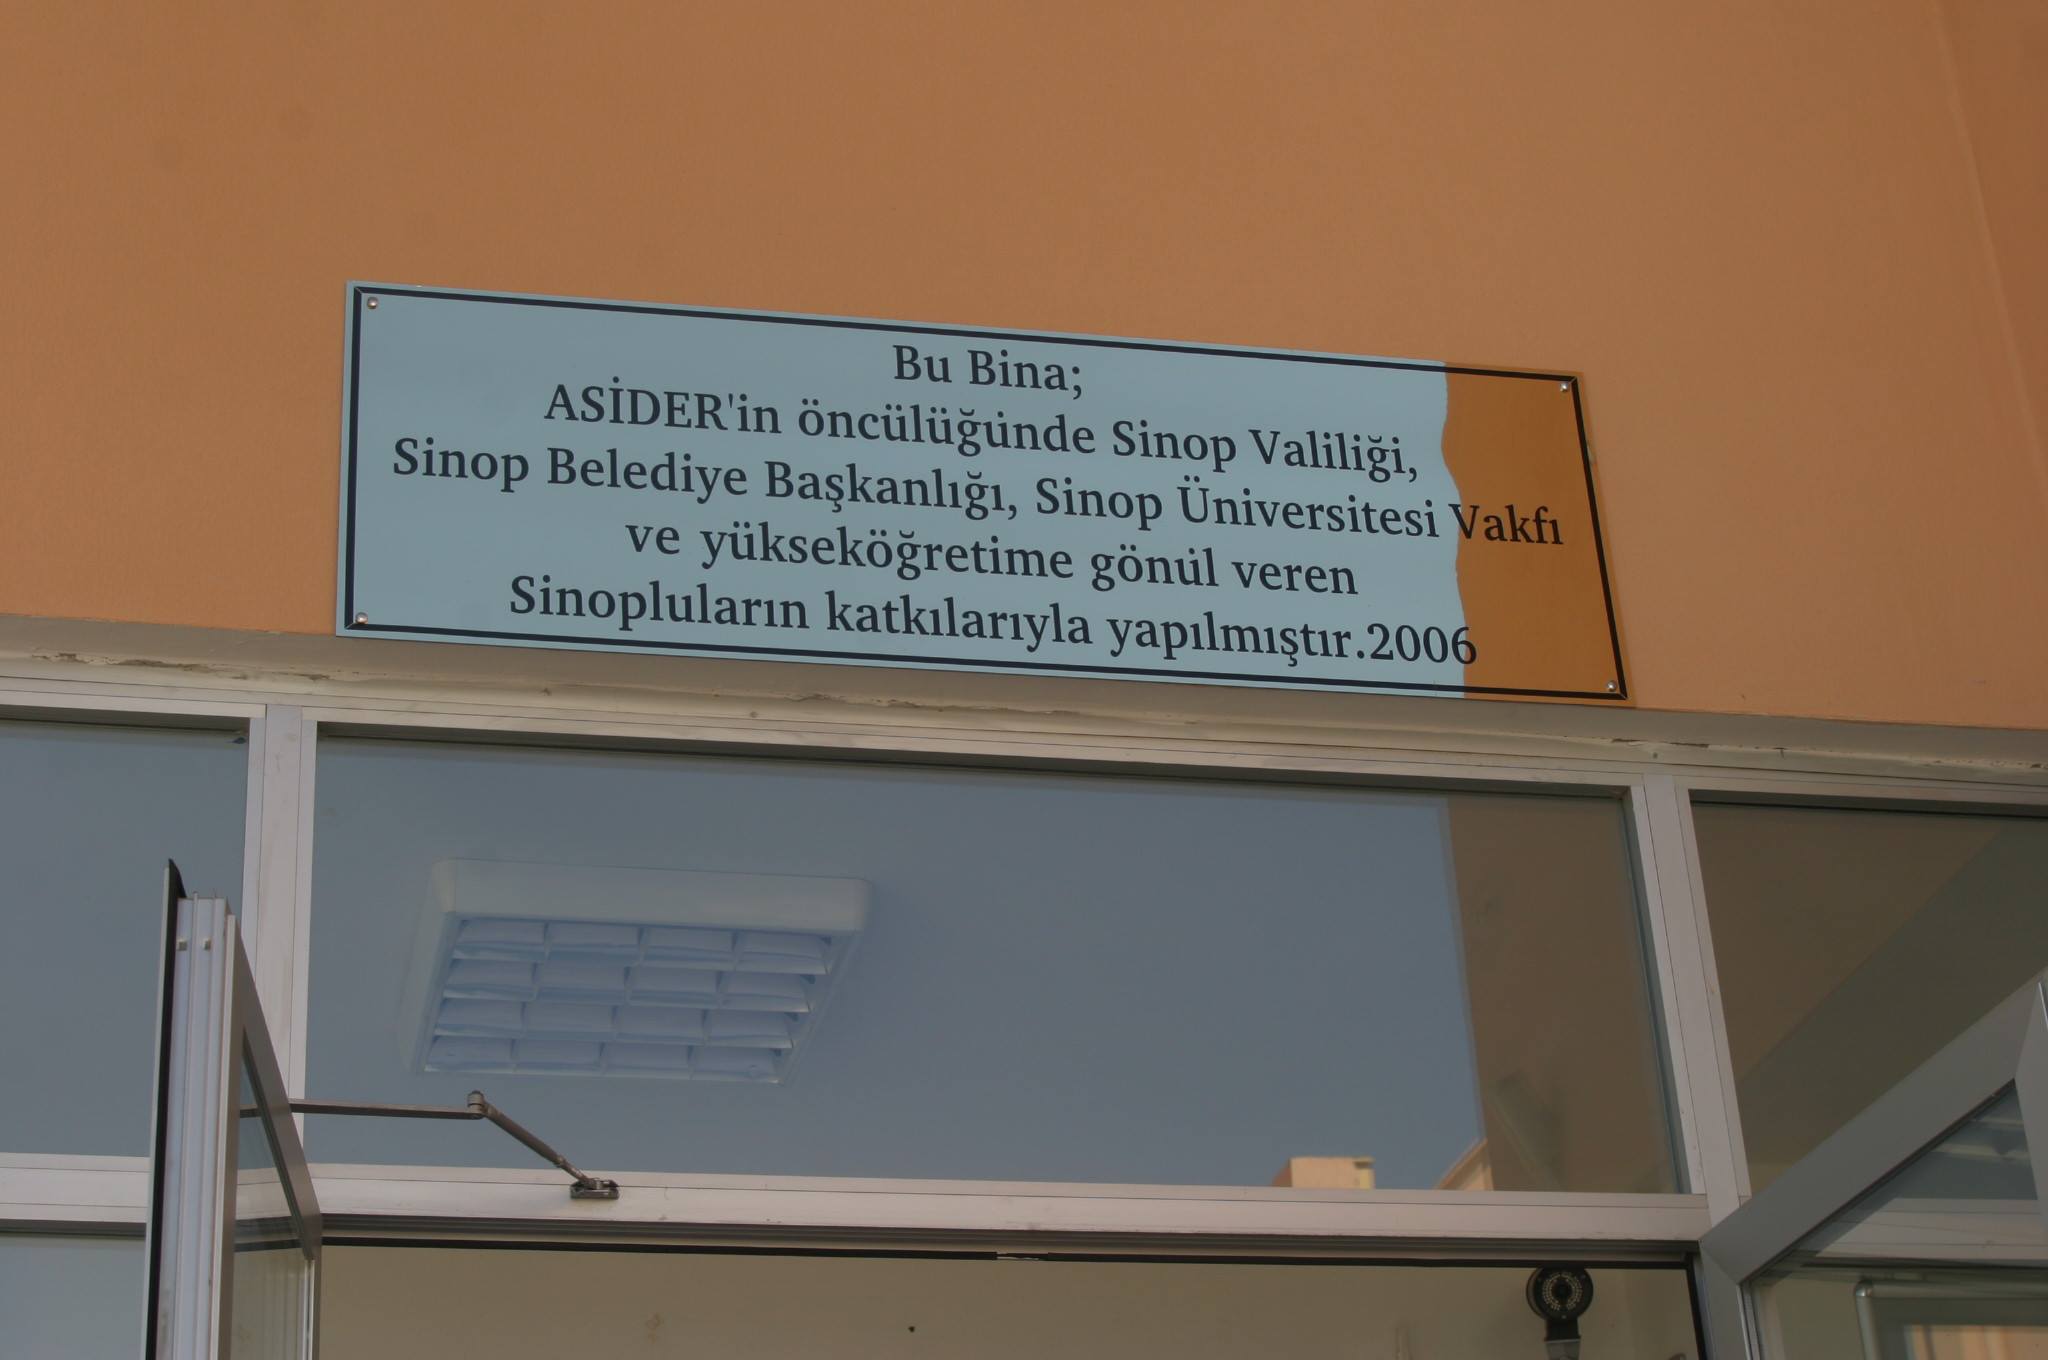 Bu Bina;
ASİDER'in öncülüğünde Sinop Valiliği,
Sinop Belediye Başkanlığı, Sinop Üniversitesi Vakfı
ve yükseköğretime gönül veren
Sinopluların katkılarıyla yapılmıştır.2006